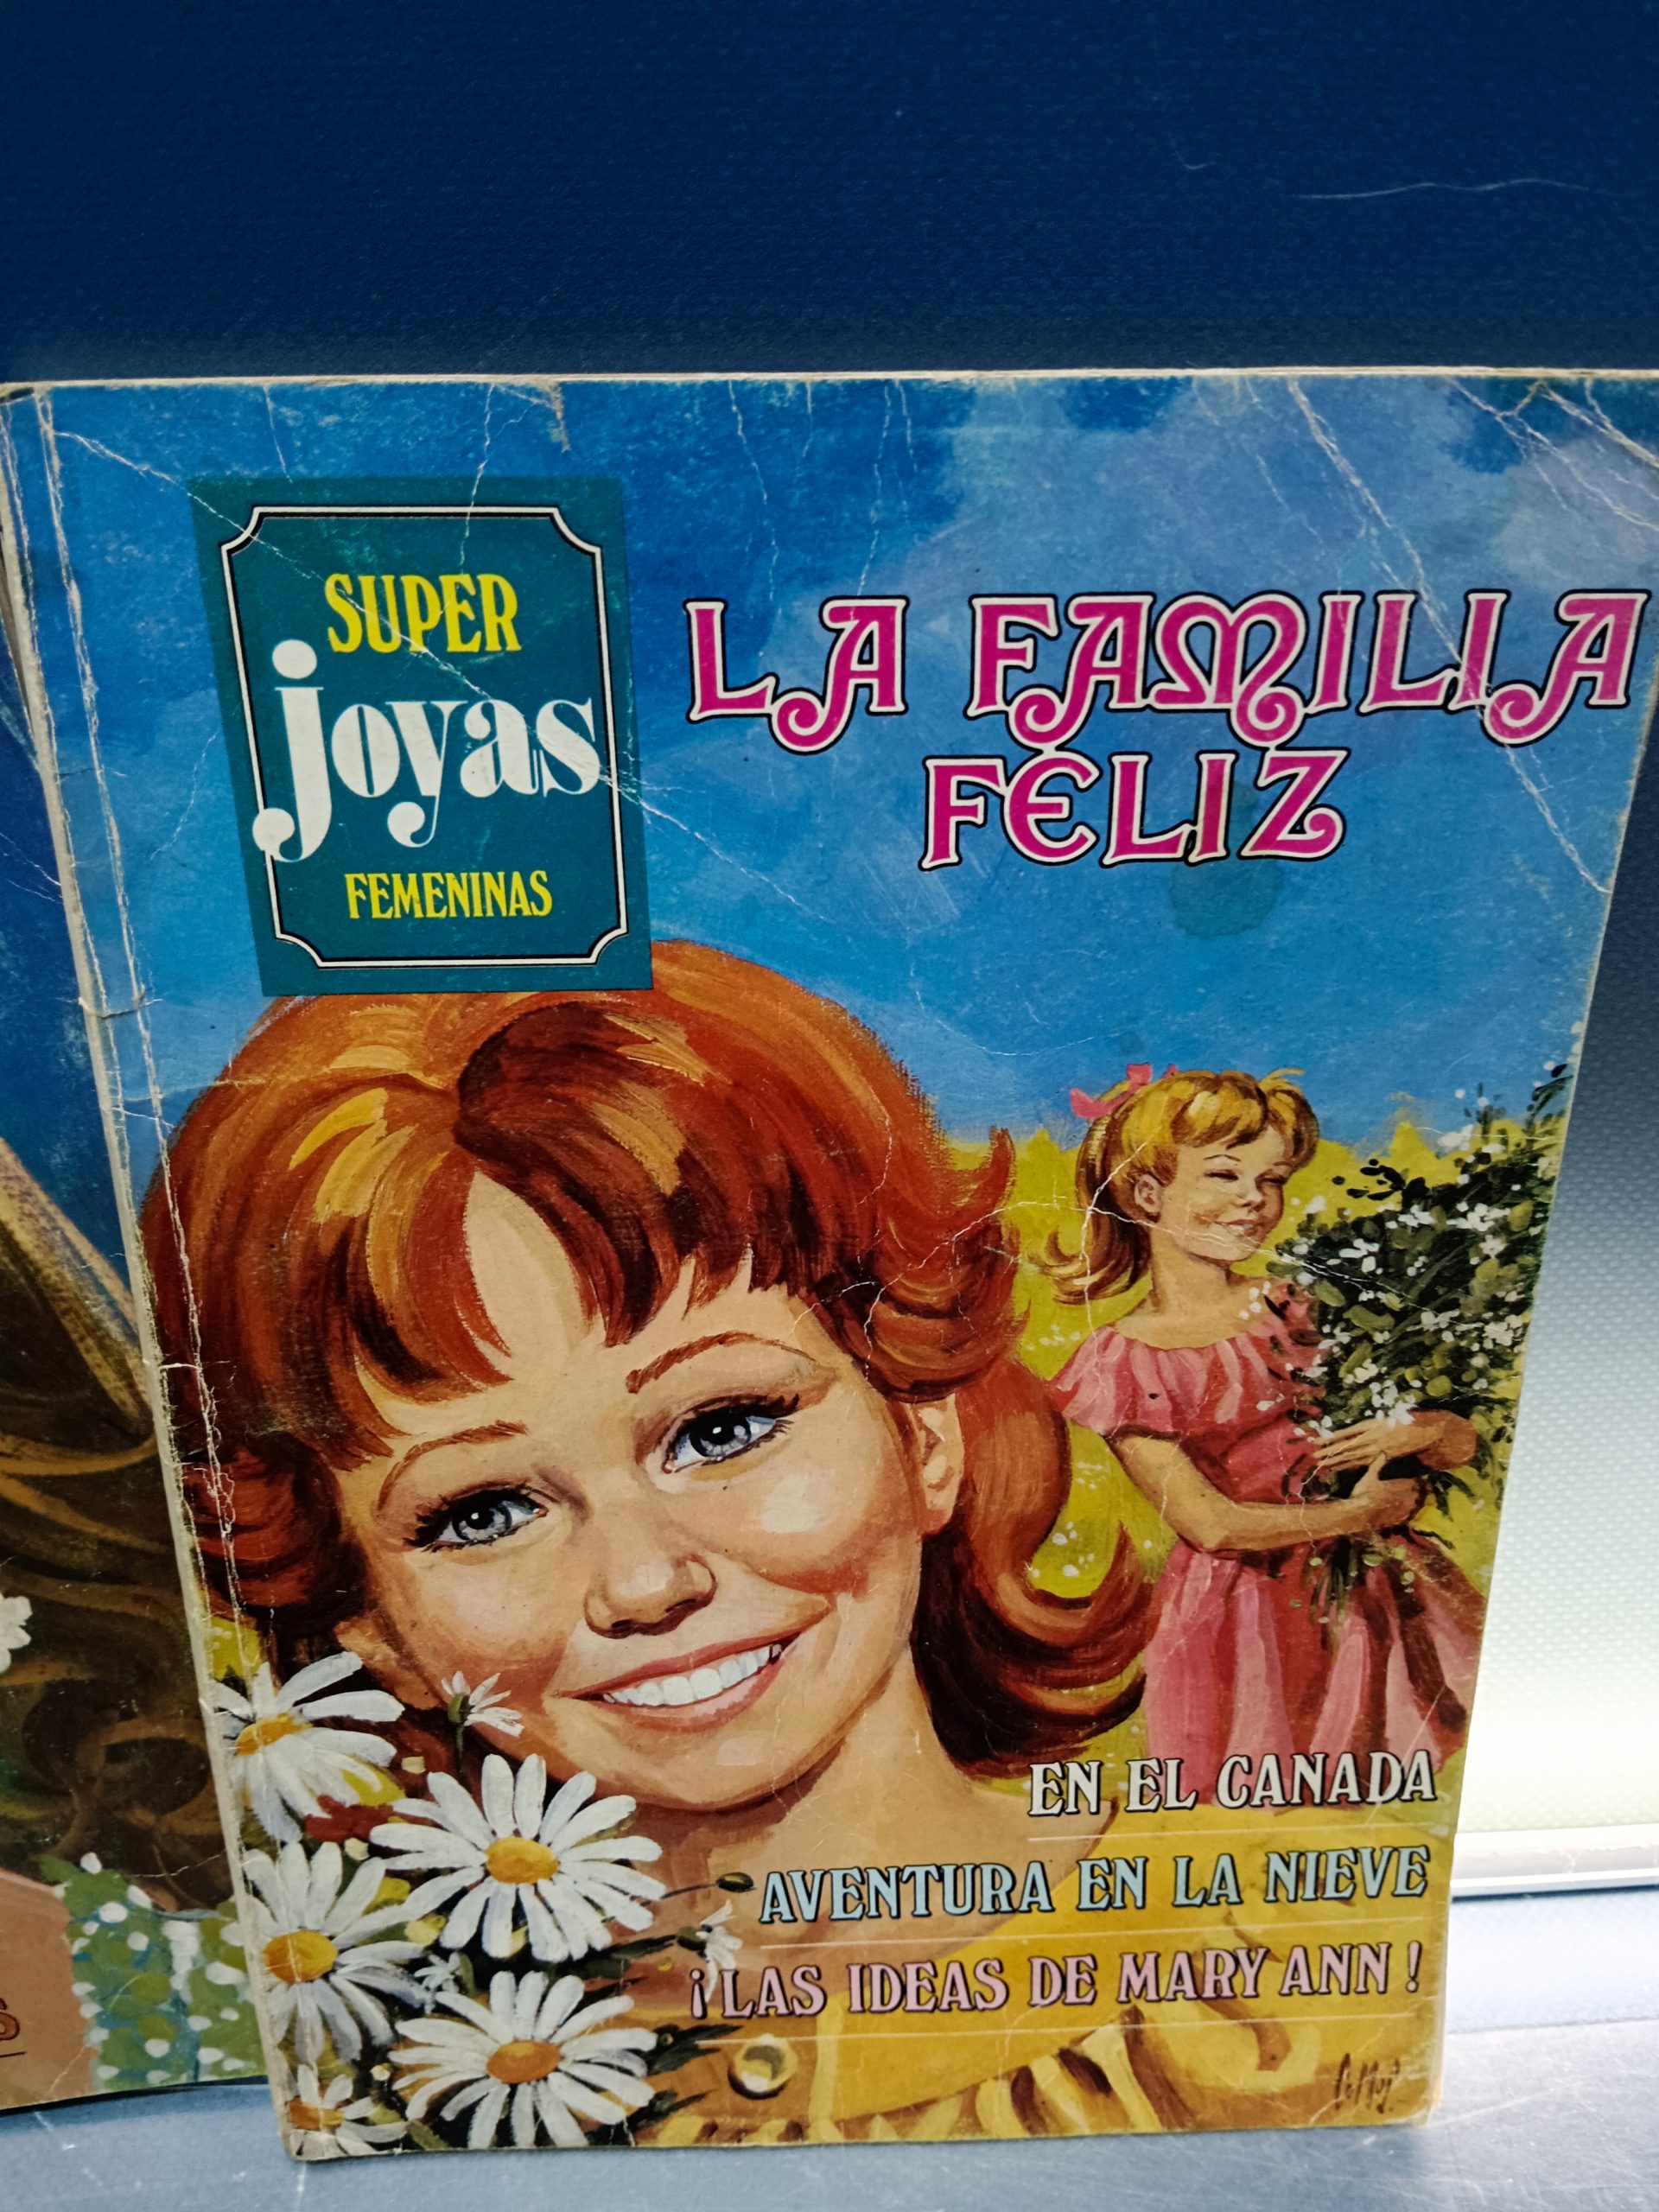 SUPER
joyas
FEMENINAS
LA FAMILIA
FELIZ
EN EL CANADA
AVENTURA EN LA NIEVE
¡LAS IDEAS DE MARY ANN!